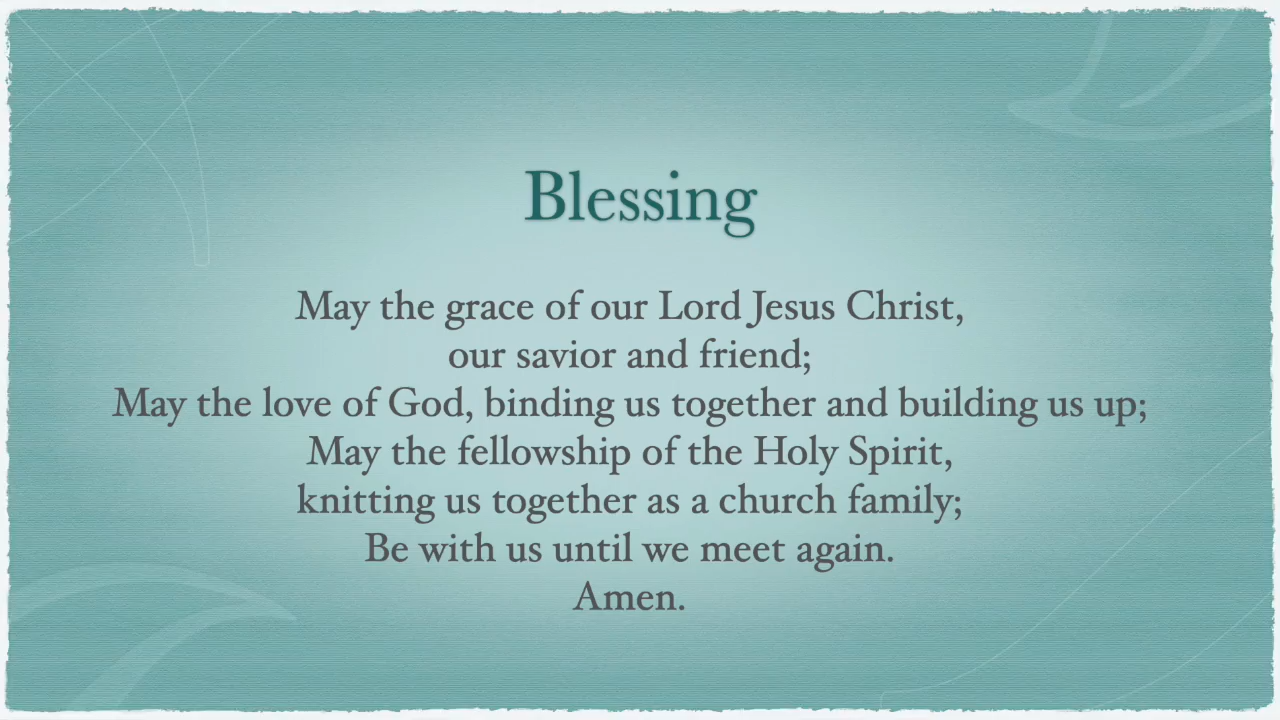 Blessing
May the grace of our Lord Jesus Christ,
our savior and friend;
May the love of God, binding us together and building us up;
May the fellowship of the Holy Spirit,
knitting us together as a church family;
Be with us until we meet again.
Amen.